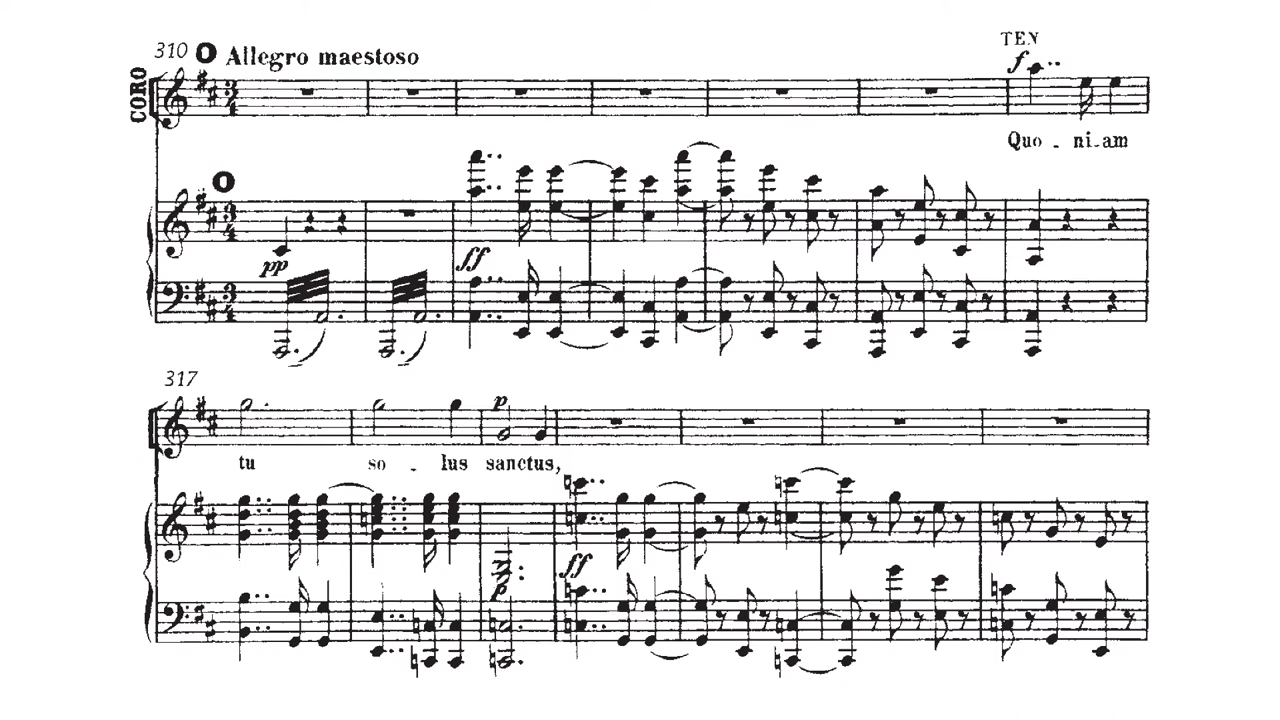 310 O Allegro maestoso
TEN
f
CORO
Quo - ni-am
O
pp
ff
317
p
tu so - lus sanctus,
ff
p